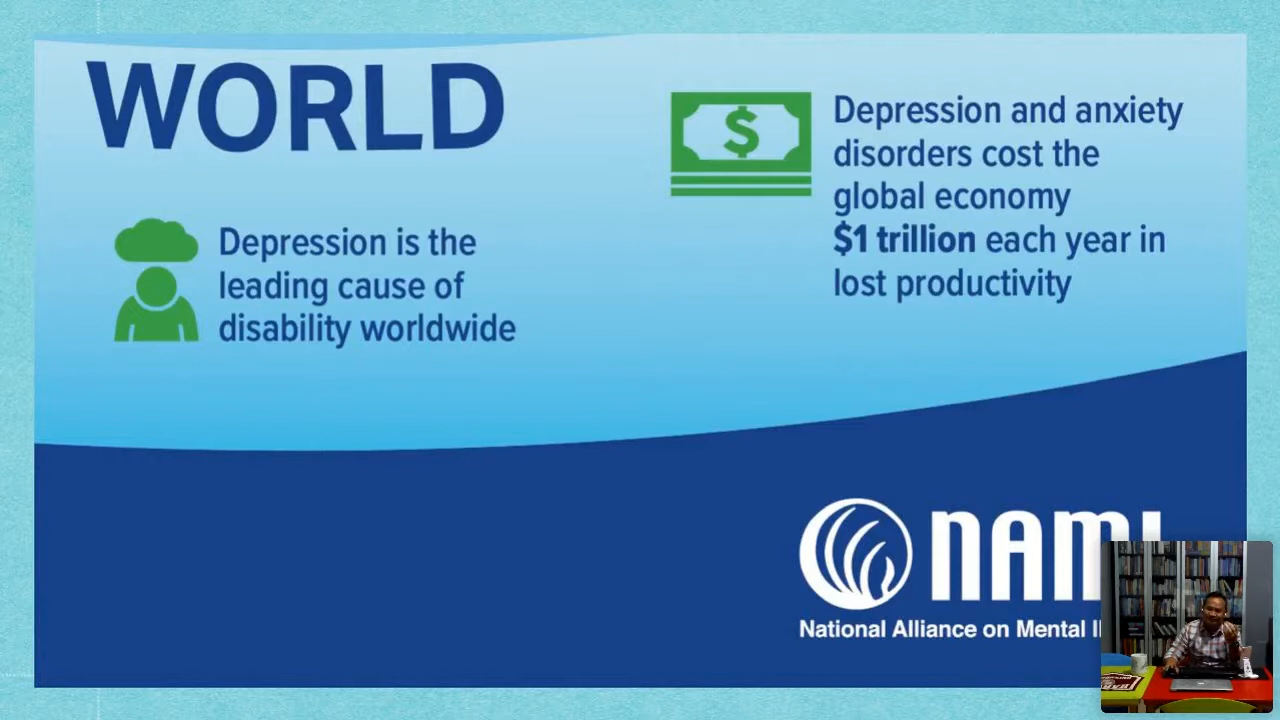 WORLD
Depression is the
leading cause of
disability worldwide
Depression and anxiety
disorders cost the
global economy
$1 trillion each year in
lost productivity
NAMI
National Alliance on Mental